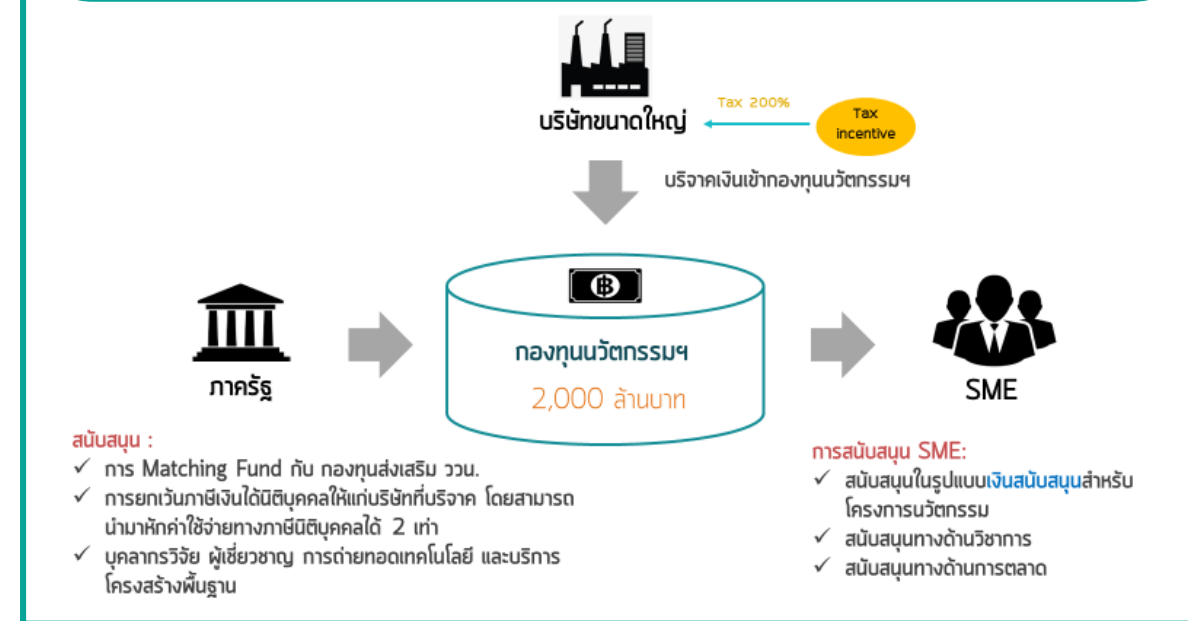 บริษัทขนาดใหญ่
Tax 200%
Tax
incentive
บริจาคเงินเข้ากองทุนนวัตกรรมฯ
฿
กองทุนนวัตกรรมฯ
2,000 ล้านบาท
ภาครัฐ
SME
สนับสนุน :
✓ การ Matching Fund กับ กองทุนส่งเสริม ววน.
✓ การยกเว้นภาษีเงินได้นิติบุคคลให้แก่บริษัทที่บริจาค โดยสามารถ
นำมาหักค่าใช้จ่ายทางภาษีนิติบุคคลได้ 2 เท่า
✓ บุคลากรวิจัย ผู้เชี่ยวชาญ การถ่ายทอดเทคโนโลยี และบริการ
โครงสร้างพื้นฐาน
การสนับสนุน SME:
✓ สนับสนุนในรูปแบบเงินสนับสนุนสำหรับ
โครงการนวัตกรรม
✓ สนับสนุนทางด้านวิชาการ
✓ สนับสนุนทางด้านการตลาด